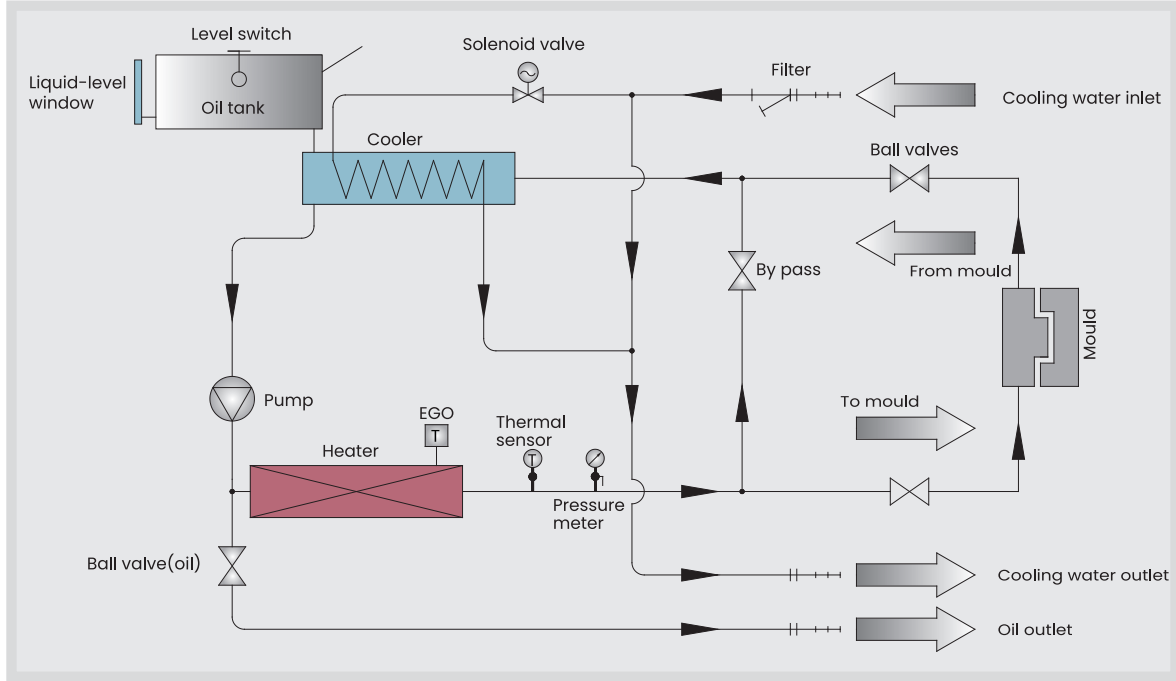 Level switch
Solenoid valve
Filter
Cooling water inlet
Liquid-level
window
Oil tank
Cooler
Ball valves
From mould
By pass
Mould
To mould
Pump
EGO
T
Thermal
sensor
T
Heater
Pressure
meter
Ball valve(oil)
Cooling water outlet
Oil outlet